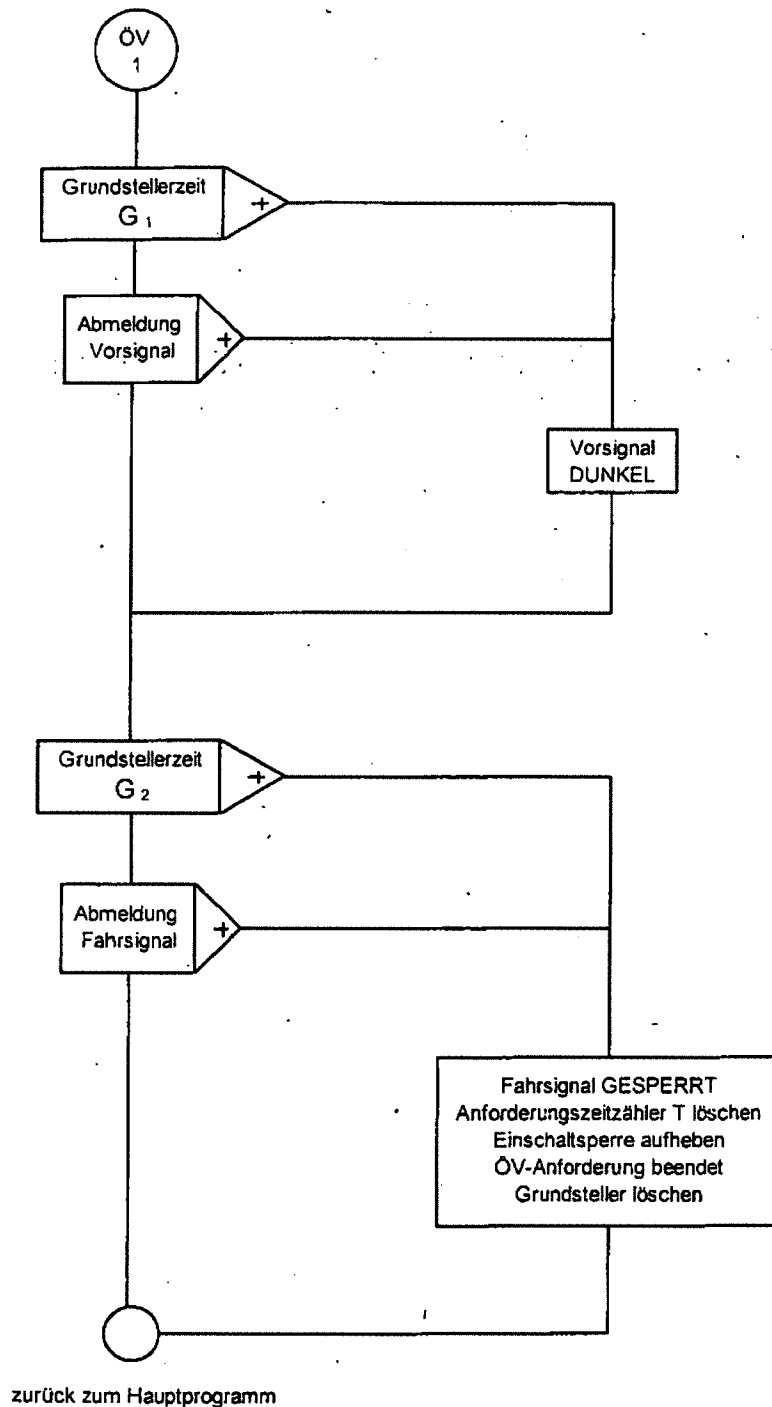 ÖV
1
Grundstellerzeit
G 1
+
Abmeldung
Vorsignal
+
Vorsignal
DUNKEL
Grundstellerzeit
G 2
+
Abmeldung
Fahrsignal
+
Fahrsignal GESPERRT
Anforderungszeitzähler T löschen
Einschaltsperre aufheben
ÖV-Anforderung beendet
Grundsteller löschen
zurück zum Hauptprogramm